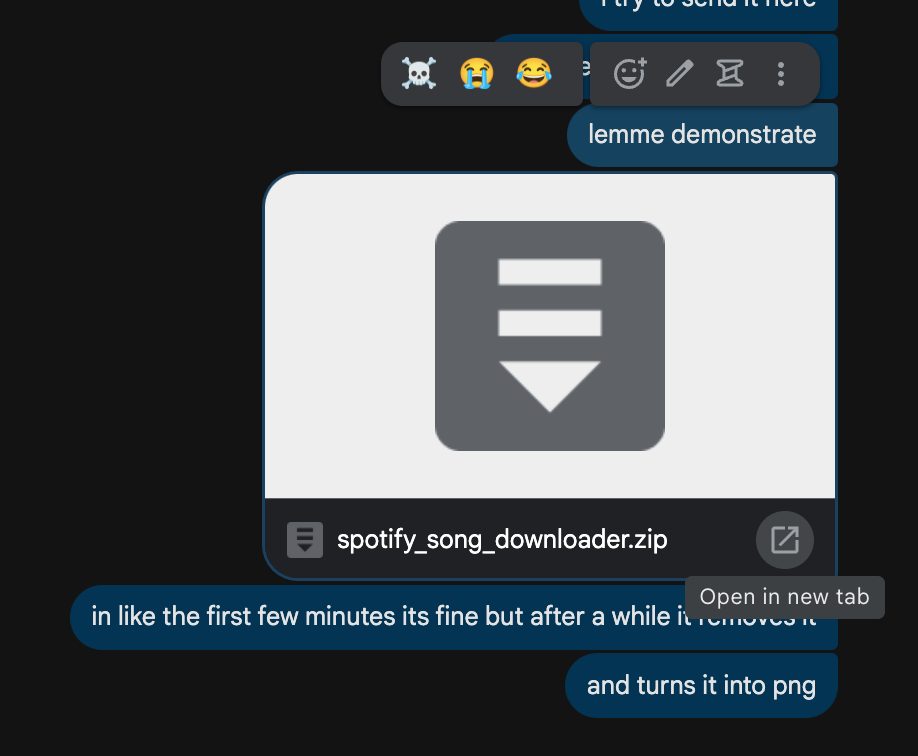 I try to send it here
lemme demonstrate
spotify_song_downloader.zip
Open in new tab
in like the first few minutes its fine but after a while it removes it
and turns it into png